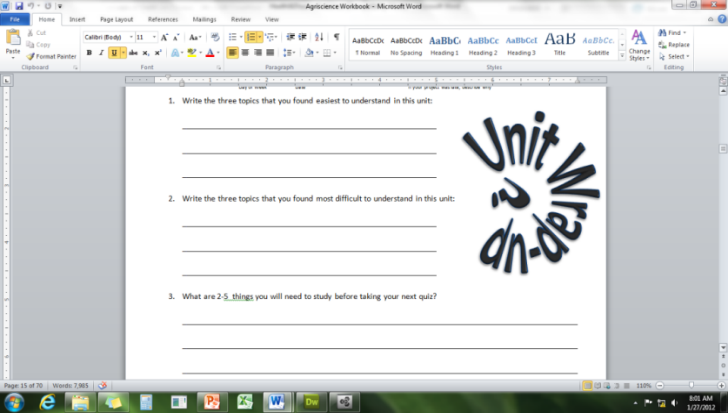 Agriscience Workbook - Microsoft Word
File Home Insert Page Layout References Mailings Review View
Cut
Copy
Format Painter
Paste
Calibri (Body) 11
AaBbCcDc AaBbCcDc AaBbC AaBbCc AaBbCcI AaB AaBbCc.
¶ Normal No Spacing Heading 1 Heading 2 Heading 3 Title Subtitle
Change Styles
Find
Replace
Select
Clipboard Font Paragraph Styles Editing
1. Write the three topics that you found easiest to understand in this unit:
Unit Wrap-up
2. Write the three topics that you found most difficult to understand in this unit:
3. What are 2-5 things you will need to study before taking your next quiz?
Page: 15 of 70 Words: 7,985 110%
8:01 AM
1/27/2012